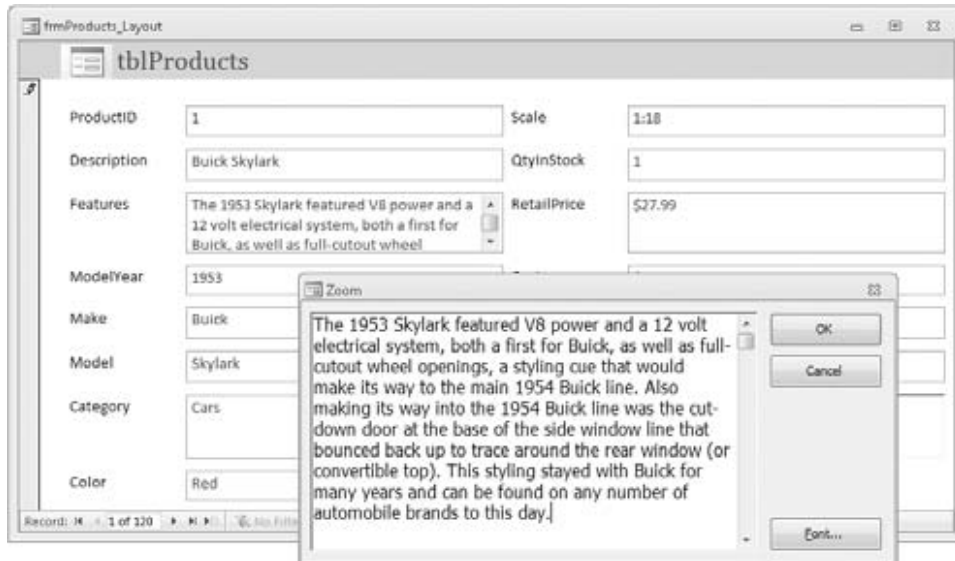 frmProducts_Layout
tblProducts
ProductID
1
Scale
1:18
Description
Buick Skylark
QtyInStock
1
Features
The 1953 Skylark featured V8 power and a
12 volt electrical system, both a first for
Buick, as well as full-cutout wheel
RetailPrice
$27.99
ModelYear
1953
Make
Buick
Model
Skylark
Category
Cars
Color
Red
Record:
1 of 120
No Filte
Zoom
The 1953 Skylark featured V8 power and a 12 volt
electrical system, both a first for Buick, as well as full-
cutout wheel openings, a styling cue that would
make its way to the main 1954 Buick line. Also
making its way into the 1954 Buick line was the cut-
down door at the base of the side window line that
bounced back up to trace around the rear window (or
convertible top). This styling stayed with Buick for
many years and can be found on any number of
automobile brands to this day.
OK
Cancel
Font...